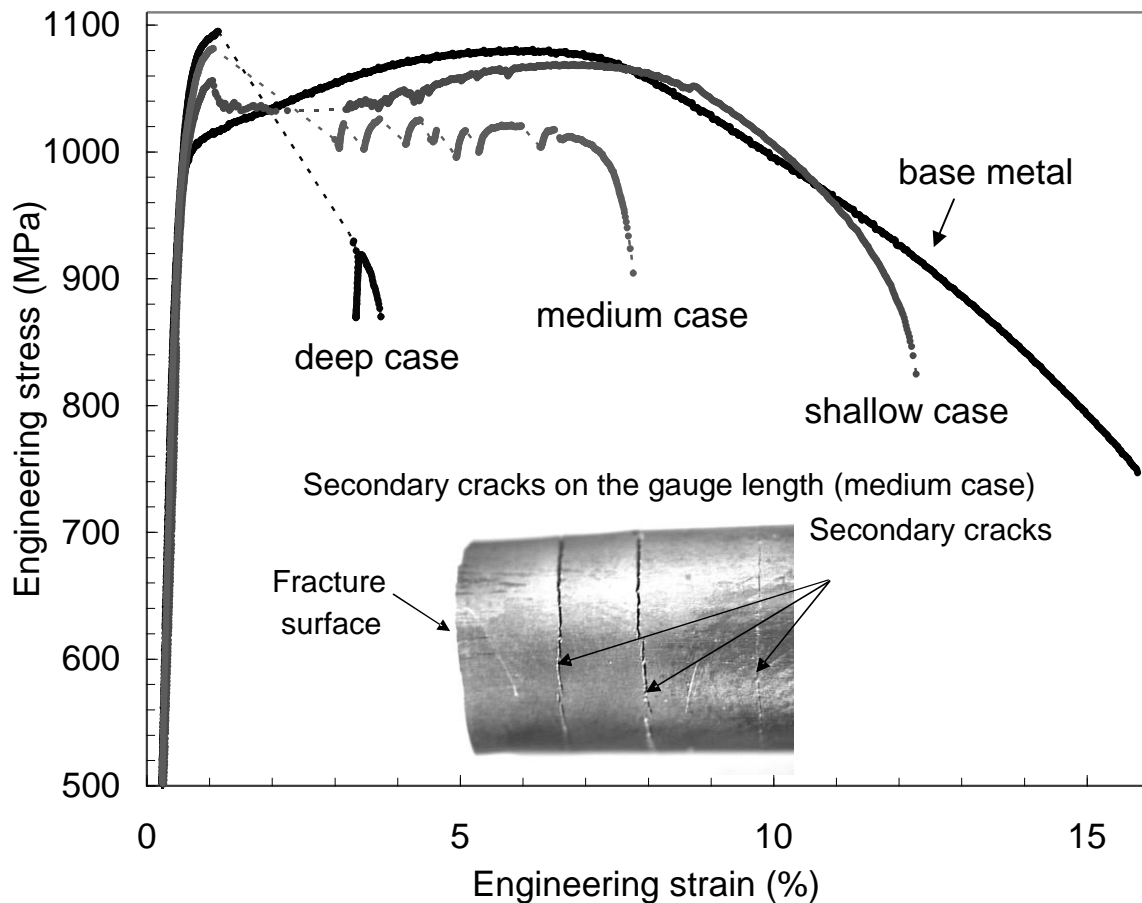 1100
1000
900
800
700
600
500
Engineering stress (MPa)
base metal
medium case
deep case
shallow case
Secondary cracks on the gauge length (medium case)
Secondary cracks
Fracture
surface
0
5
10
15
Engineering strain (%)